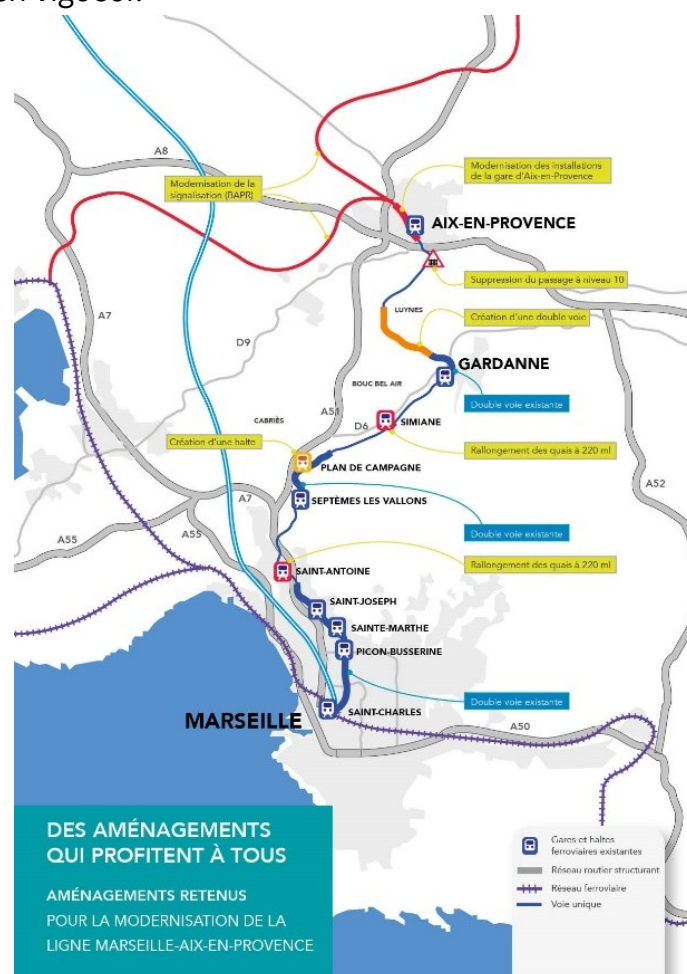 A8
Modernisation de la
signalisation (BAPR)
Modernisation des installations
de la gare d'Aix-en-Provence
AIX-EN-PROVENCE
Suppression du passage à niveau 10
A7
LUYNES
Création d'une double voie
D9
GARDANNE
BOUC BEL AIR
Double voie existante
A51
CABRIÈS
D6
SIMIANE
Création d'une halte
Rallongement des quais à 220 ml
PLAN DE CAMPAGNE
A7
SEPTÈMES LES VALLONS
A52
A55
A55
Double voie existante
SAINT-ANTOINE
Rallongement des quais à 220 ml
SAINT-JOSEPH
SAINTE-MARTHE
PICON-BUSSERINE
Double voie existante
MARSEILLE
SAINT-CHARLES
A50
DES AMÉNAGEMENTS
QUI PROFITENT À TOUS
AMÉNAGEMENTS RETENUS
POUR LA MODERNISATION DE LA
LIGNE MARSEILLE-AIX-EN-PROVENCE
Gares et haltes
ferroviaires existantes
Réseau routier structurant
Réseau ferroviaire
Voie unique